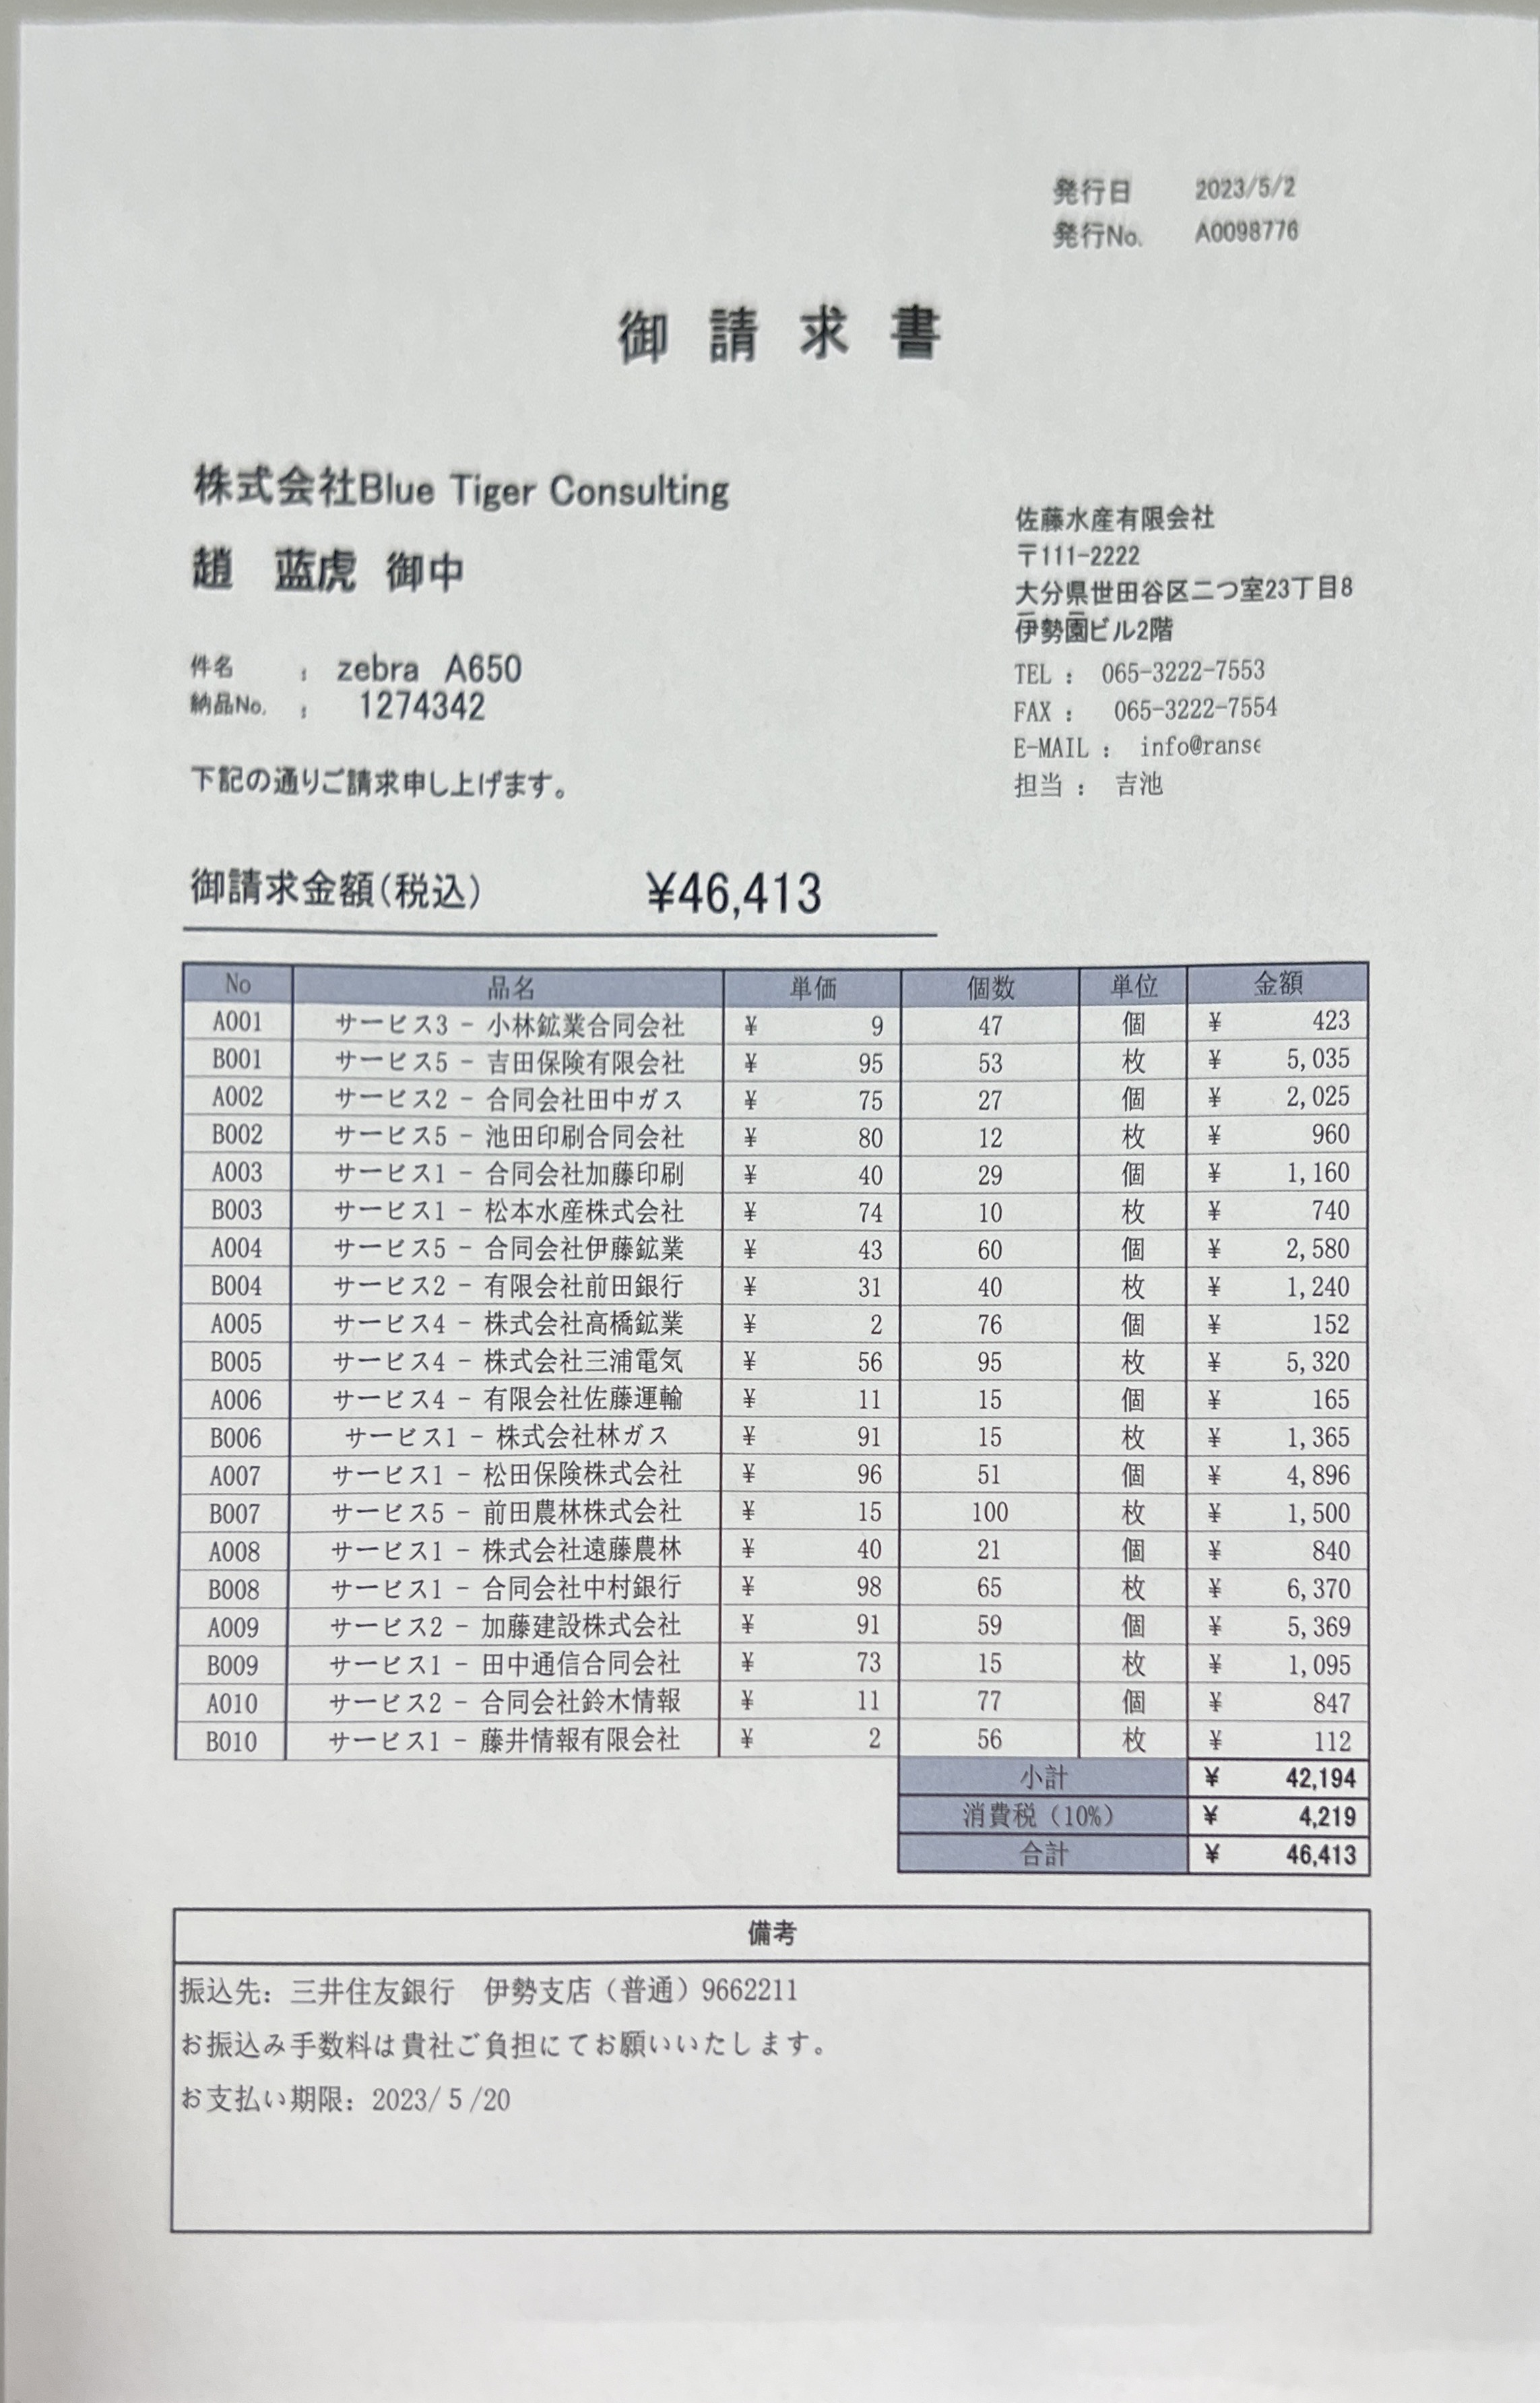 発行日 2023/5/2
発行No. A0098776
御請求書
株式会社Blue Tiger Consulting
趙 蓝虎 御中
件名 : zebra A650
納品No. : 1274342
下記の通りご請求申し上げます。
佐藤水産有限会社
〒111-2222
大分県世田谷区二つ室23丁目8
伊勢園ビル2階
TEL : 065-3222-7553
FAX : 065-3222-7554
E-MAIL : info@ranse
担当 : 吉池
御請求金額(税込) ¥46,413
No 品名 単価 個数 単位 金額
A001 サービス3 - 小林鉱業合同会社 ¥ 9 47 個 ¥ 423
B001 サービス5 - 吉田保険有限会社 ¥ 95 53 枚 ¥ 5,035
A002 サービス2 - 合同会社田中ガス ¥ 75 27 個 ¥ 2,025
B002 サービス5 - 池田印刷合同会社 ¥ 80 12 枚 ¥ 960
A003 サービス1 - 合同会社加藤印刷 ¥ 40 29 個 ¥ 1,160
B003 サービス1 - 松本水産株式会社 ¥ 74 10 枚 ¥ 740
A004 サービス5 - 合同会社伊藤鉱業 ¥ 43 60 個 ¥ 2,580
B004 サービス2 - 有限会社前田銀行 ¥ 31 40 枚 ¥ 1,240
A005 サービス4 - 株式会社高橋鉱業 ¥ 2 76 個 ¥ 152
B005 サービス4 - 株式会社三浦電気 ¥ 56 95 枚 ¥ 5,320
A006 サービス4 - 有限会社佐藤運輸 ¥ 11 15 個 ¥ 165
B006 サービス1 - 株式会社林ガス ¥ 91 15 枚 ¥ 1,365
A007 サービス1 - 松田保険株式会社 ¥ 96 51 個 ¥ 4,896
B007 サービス5 - 前田農林株式会社 ¥ 15 100 枚 ¥ 1,500
A008 サービス1 - 株式会社遠藤農林 ¥ 40 21 個 ¥ 840
B008 サービス1 - 合同会社中村銀行 ¥ 98 65 枚 ¥ 6,370
A009 サービス2 - 加藤建設株式会社 ¥ 91 59 個 ¥ 5,369
B009 サービス1 - 田中通信合同会社 ¥ 73 15 枚 ¥ 1,095
A010 サービス2 - 合同会社鈴木情報 ¥ 11 77 個 ¥ 847
B010 サービス1 - 藤井情報有限会社 ¥ 2 56 枚 ¥ 112
小計 ¥ 42,194
消費税(10%) ¥ 4,219
合計 ¥ 46,413
備考
振込先: 三井住友銀行 伊勢支店(普通)9662211
お振込み手数料は貴社ご負担にてお願いいたします。
お支払い期限: 2023/ 5 /20